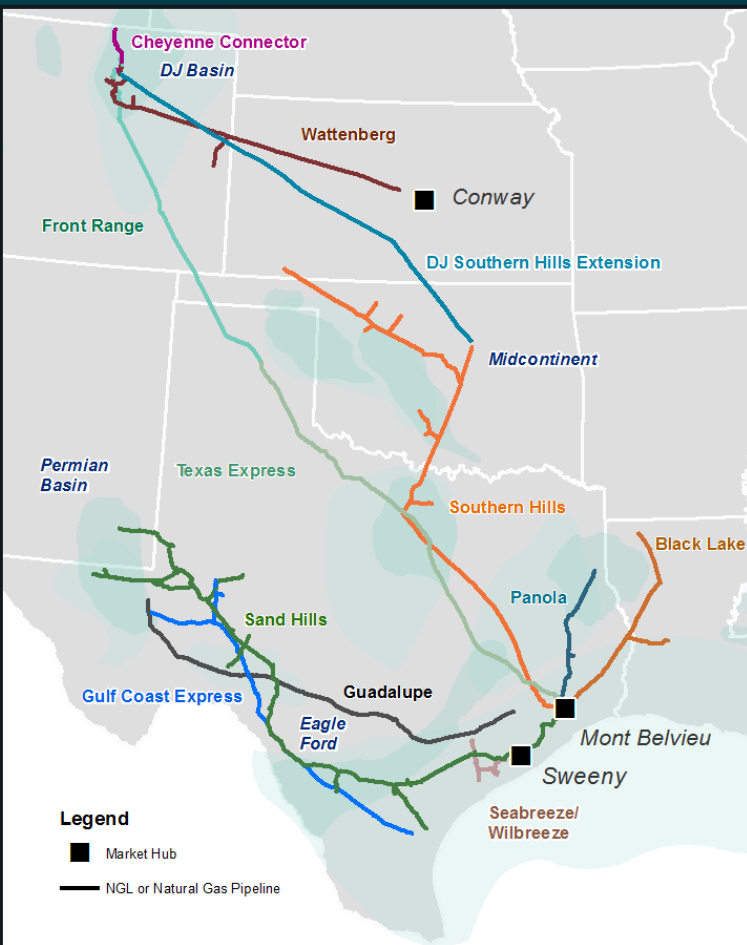 Cheyenne Connector
DJ Basin
Wattenberg
Conway
Front Range
DJ Southern Hills Extension
Midcontinent
Permian
Basin
Texas Express
Southern Hills
Black Lake
Panola
Sand Hills
Guadalupe
Gulf Coast Express
Eagle
Ford
Mont Belvieu
Sweeny
Seabreeze/
Wilbreeze
Legend
Market Hub
NGL or Natural Gas Pipeline